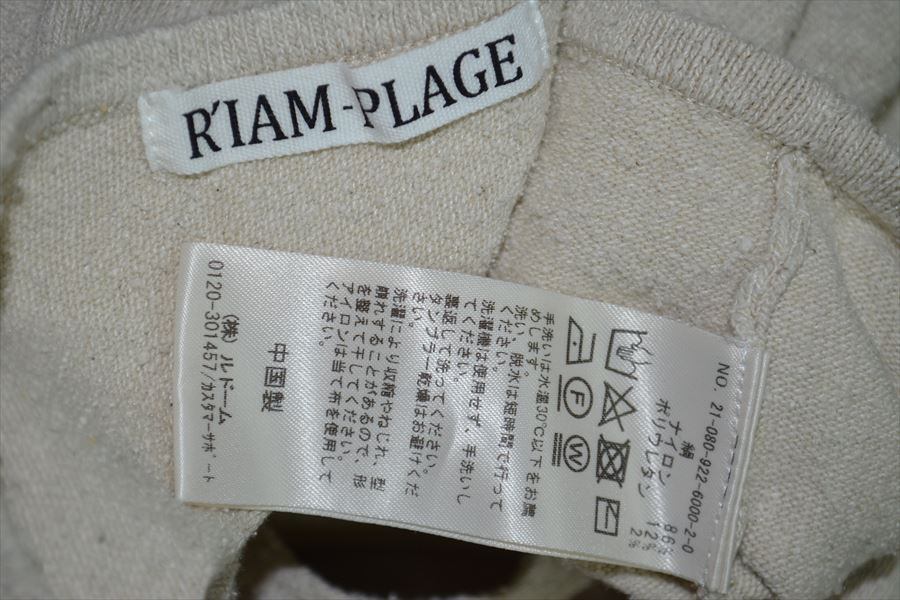 R'IAM-PLAGE
NO. 21-080-922-6000-2-0
綿 86%
ナイロン 12%
ポリウレタン 2%
F
W
手洗いは水温30℃以下をお薦
めします。
洗い、脱水は短時間で行って
ください。
洗濯機は使用せず、手洗いし
てください。
裏返して洗ってください。
タンブラー乾燥はお避けくだ
さい。
洗濯により収縮やねじれ、型
崩れすることがあるので、形
を整えて干してください。
アイロンは当て布を使用して
ください。
中国製
(株)ルドーム
0120-301457/カスタマーサポート